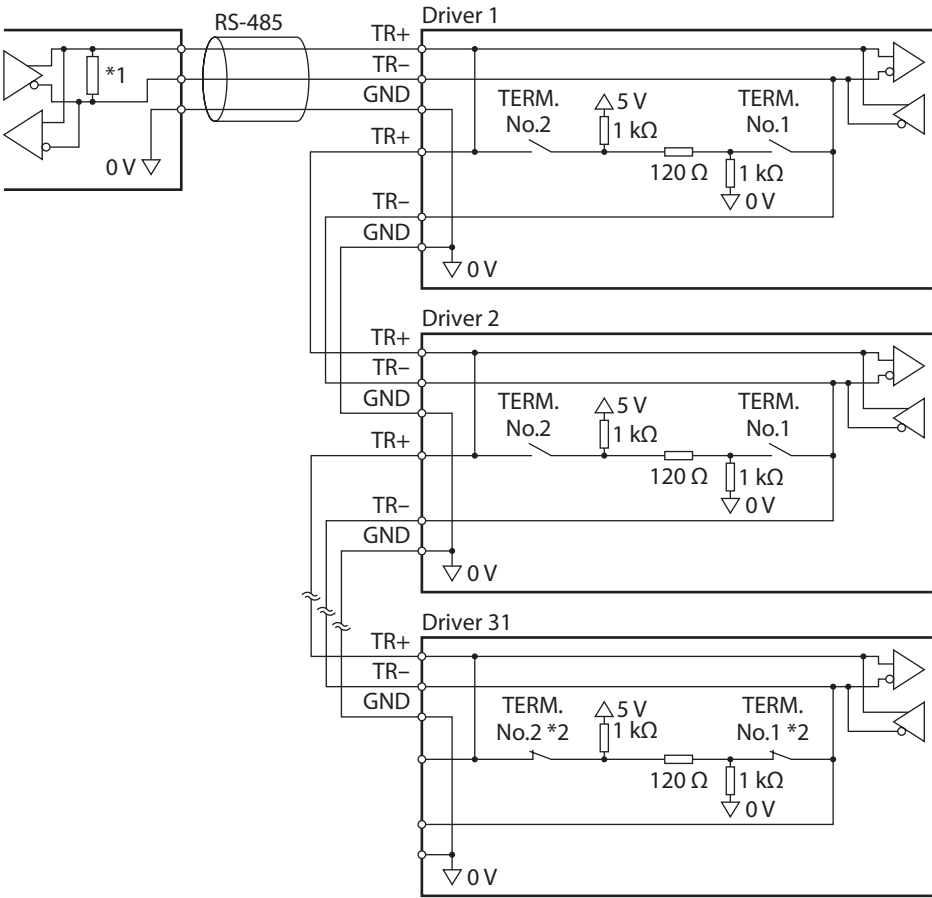 RS-485
*1
0 V
Driver 1
TR+
TR–
GND
TR+
TR–
GND
TERM.
No.2
5 V
1 kΩ
120 Ω
TERM.
No.1
1 kΩ
0 V
0 V
Driver 2
TR+
TR–
GND
TR+
TR–
GND
TERM.
No.2
5 V
1 kΩ
120 Ω
TERM.
No.1
1 kΩ
0 V
0 V
Driver 31
TR+
TR–
GND
TERM.
No.2 *2
5 V
1 kΩ
120 Ω
TERM.
No.1 *2
1 kΩ
0 V
0 V